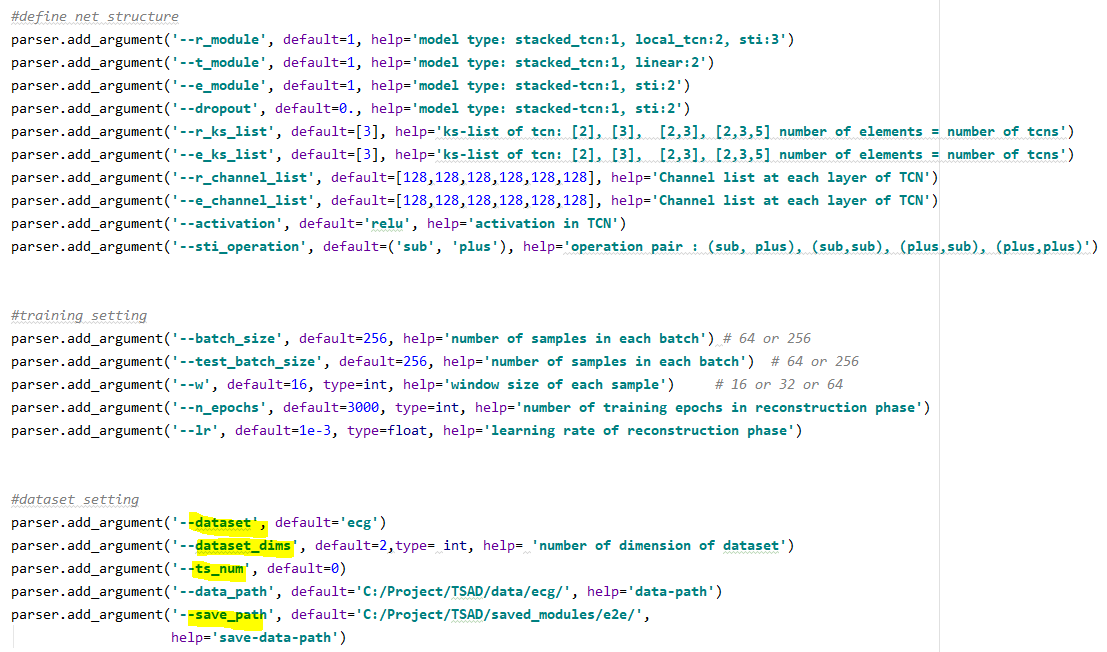 #define net structure
parser.add_argument('--r_module', default=1, help='model type: stacked_tcn:1, local_tcn:2, sti:3')
parser.add_argument('--t_module', default=1, help='model type: stacked_tcn:1, linear:2')
parser.add_argument('--e_module', default=1, help='model type: stacked-tcn:1, sti:2')
parser.add_argument('--dropout', default=0., help='model type: stacked-tcn:1, sti:2')
parser.add_argument('--r_ks_list', default=[3], help='ks-list of tcn: [2], [3],  [2,3], [2,3,5] number of elements = number of tcns')
parser.add_argument('--e_ks_list', default=[3], help='ks-list of tcn: [2], [3],  [2,3], [2,3,5] number of elements = number of tcns')
parser.add_argument('--r_channel_list', default=[128,128,128,128,128,128], help='Channel list at each layer of TCN')
parser.add_argument('--e_channel_list', default=[128,128,128,128,128,128], help='Channel list at each layer of TCN')
parser.add_argument('--activation', default='relu', help='activation in TCN')
parser.add_argument('--sti_operation', default=('sub', 'plus'), help='operation pair : (sub, plus), (sub,sub), (plus,sub), (plus,plus)')
#training setting
parser.add_argument('--batch_size', default=256, help='number of samples in each batch') # 64 or 256
parser.add_argument('--test_batch_size', default=256, help='number of samples in each batch')  # 64 or 256
parser.add_argument('--w', default=16, type=int, help='window size of each sample')     # 16 or 32 or 64
parser.add_argument('--n_epochs', default=3000, type=int, help='number of training epochs in reconstruction phase')
parser.add_argument('--lr', default=1e-3, type=float, help='learning rate of reconstruction phase')
#dataset setting
parser.add_argument('--dataset', default='ecg')
parser.add_argument('--dataset_dims', default=2,type= int, help= 'number of dimension of dataset')
parser.add_argument('--ts_num', default=0)
parser.add_argument('--data_path', default='C:/Project/TSAD/data/ecg/', help='data-path')
parser.add_argument('--save_path', default='C:/Project/TSAD/saved_modules/e2e/',
help='save-data-path')